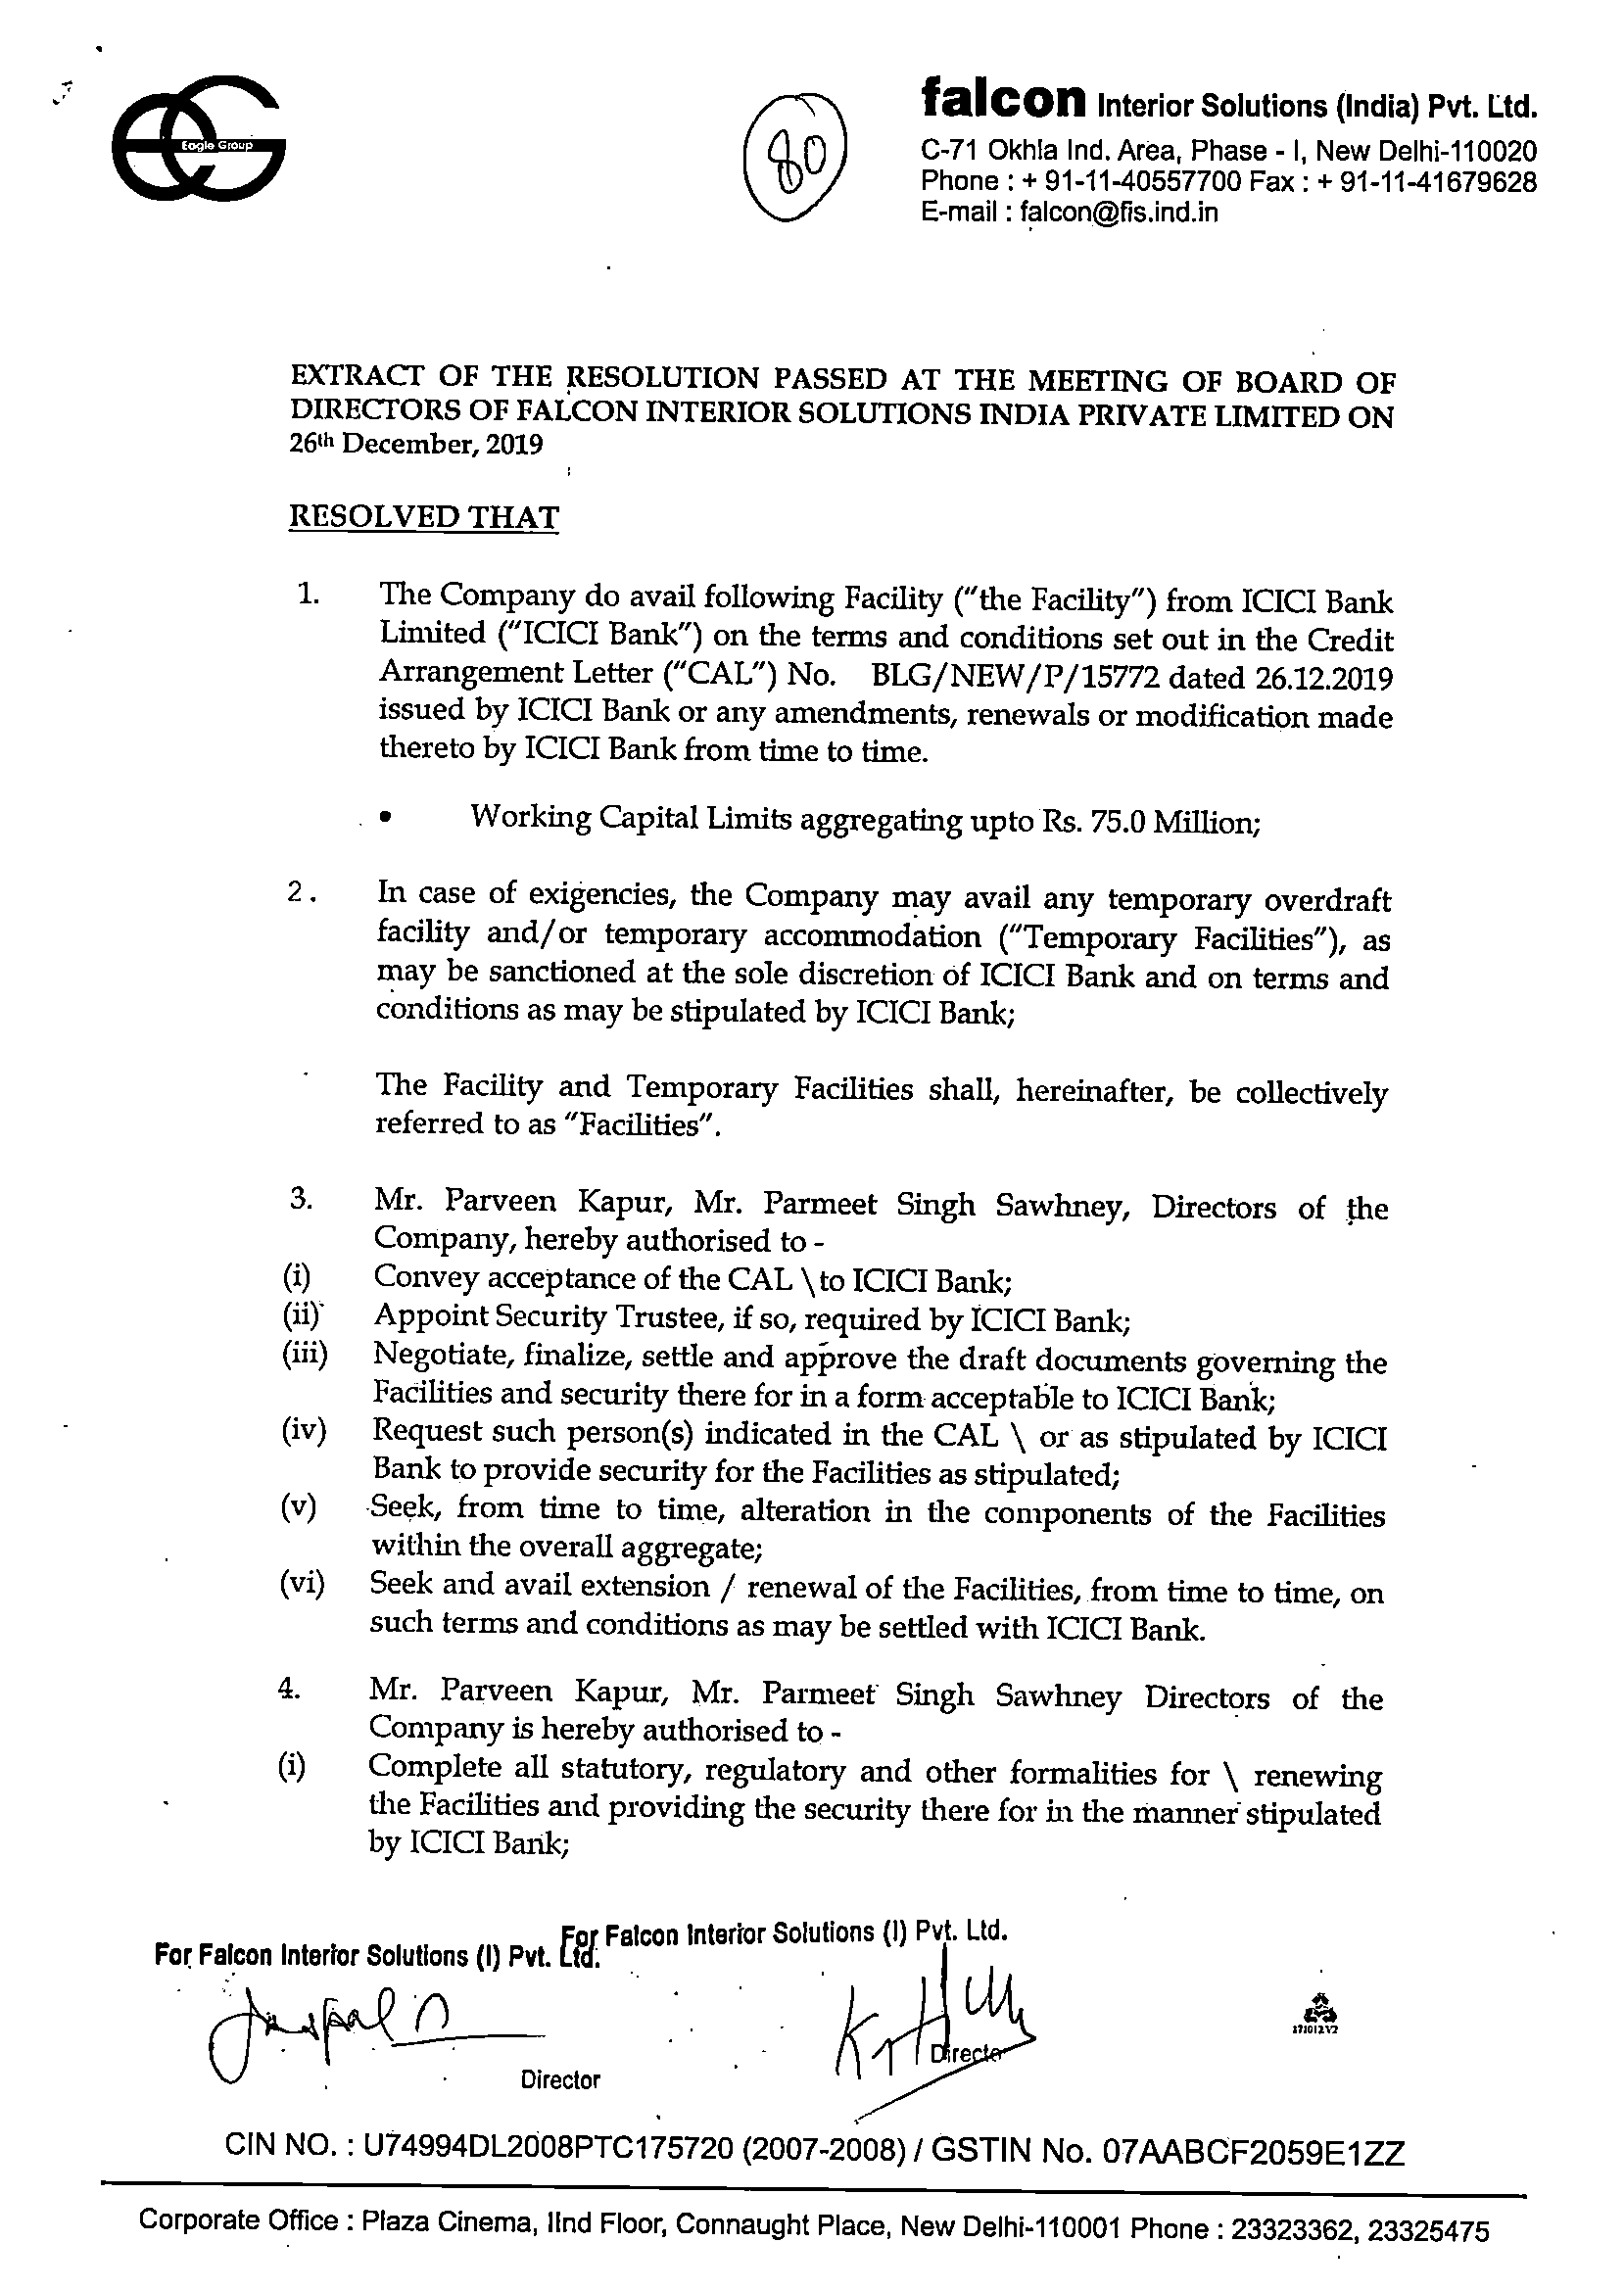 Eagle Group
80
falcon Interior Solutions (India) Pvt. Ltd.
C-71 Okhla Ind. Area, Phase - I, New Delhi-110020
Phone : + 91-11-40557700 Fax : + 91-11-41679628
E-mail : falcon@fis.ind.in
EXTRACT OF THE RESOLUTION PASSED AT THE MEETING OF BOARD OF
DIRECTORS OF FALCON INTERIOR SOLUTIONS INDIA PRIVATE LIMITED ON
26th December, 2019
RESOLVED THAT
1. The Company do avail following Facility ("the Facility") from ICICI Bank
Limited ("ICICI Bank") on the terms and conditions set out in the Credit
Arrangement Letter ("CAL") No. BLG/NEW/P/15772 dated 26.12.2019
issued by ICICI Bank or any amendments, renewals or modification made
thereto by ICICI Bank from time to time.
• Working Capital Limits aggregating upto Rs. 75.0 Million;
2. In case of exigencies, the Company may avail any temporary overdraft
facility and/or temporary accommodation ("Temporary Facilities"), as
may be sanctioned at the sole discretion of ICICI Bank and on terms and
conditions as may be stipulated by ICICI Bank;
The Facility and Temporary Facilities shall, hereinafter, be collectively
referred to as "Facilities".
3. Mr. Parveen Kapur, Mr. Parmeet Singh Sawhney, Directors of the
Company, hereby authorised to -
(i) Convey acceptance of the CAL \ to ICICI Bank;
(ii) Appoint Security Trustee, if so, required by ICICI Bank;
(iii) Negotiate, finalize, settle and approve the draft documents governing the
Facilities and security there for in a form acceptable to ICICI Bank;
(iv) Request such person(s) indicated in the CAL \ or as stipulated by ICICI
Bank to provide security for the Facilities as stipulated;
(v) Seek, from time to time, alteration in the components of the Facilities
within the overall aggregate;
(vi) Seek and avail extension / renewal of the Facilities, from time to time, on
such terms and conditions as may be settled with ICICI Bank.
4. Mr. Parveen Kapur, Mr. Parmeet Singh Sawhney Directors of the
Company is hereby authorised to -
(i) Complete all statutory, regulatory and other formalities for \ renewing
the Facilities and providing the security there for in the manner stipulated
by ICICI Bank;
For Falcon Interior Solutions (I) Pvt. Ltd.
For Falcon Interior Solutions (I) Pvt. Ltd.
Director
Director
171012V2
CIN NO. : U74994DL2008PTC175720 (2007-2008) / GSTIN No. 07AABCF2059E1ZZ
Corporate Office : Plaza Cinema, IInd Floor, Connaught Place, New Delhi-110001 Phone : 23323362, 23325475